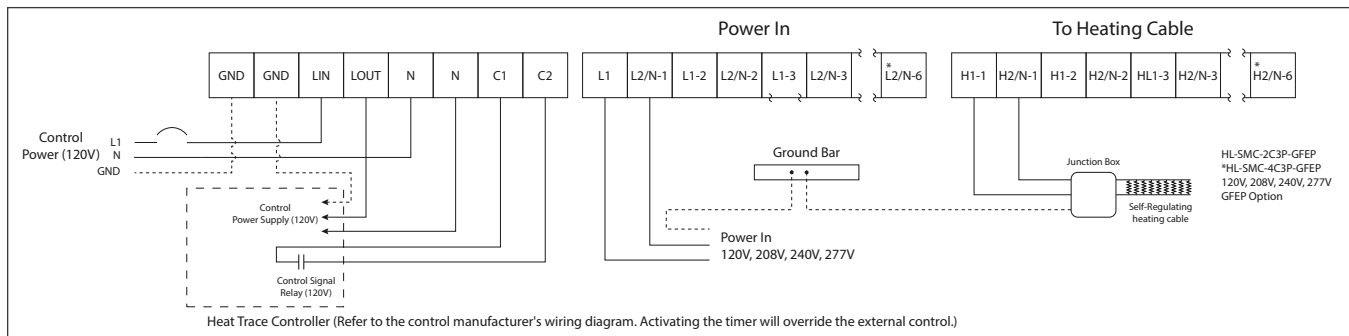 Power In
To Heating Cable
GND GND LIN LOUT N N C1 C2
L1 L2/N-1 L1-2 L2/N-2 L1-3 L2/N-3 *L2/N-6
H1-1 H2/N-1 H1-2 H2/N-2 HL1-3 H2/N-3 *H2/N-6
Control
Power (120V)
L1
N
GND
Control
Power Supply (120V)
Control Signal
Relay (120V)
Ground Bar
Power In
120V, 208V, 240V, 277V
Junction Box
Self-Regulating
heating cable
HL-SMC-2C3P-GFEP
*HL-SMC-4C3P-GFEP
120V, 208V, 240V, 277V
GFEP Option
Heat Trace Controller (Refer to the control manufacturer's wiring diagram. Activating the timer will override the external control.)